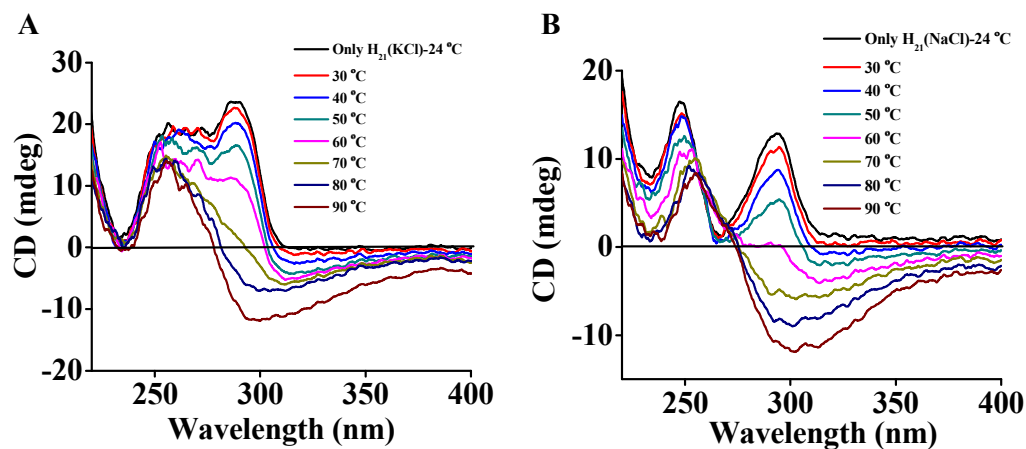 A
Only H₂₁(KCl)-24 °C
30 °C
40 °C
50 °C
60 °C
70 °C
80 °C
90 °C
CD (mdeg)
30
20
10
0
-10
-20
250
300
350
400
Wavelength (nm)
B
Only H₂₁(NaCl)-24 °C
30 °C
40 °C
50 °C
60 °C
70 °C
80 °C
90 °C
CD (mdeg)
20
10
0
-10
250
300
350
400
Wavelength (nm)